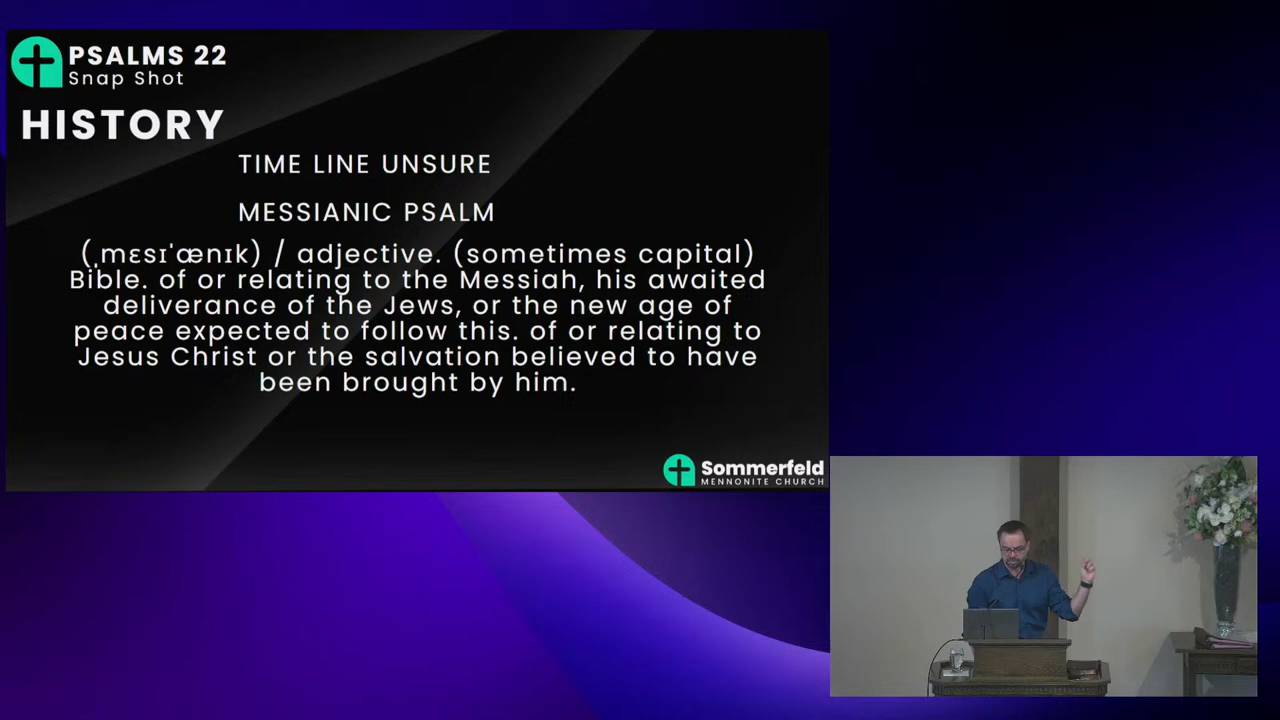 PSALMS 22
Snap Shot
HISTORY
TIME LINE UNSURE
MESSIANIC PSALM
(ˌmɛsɪˈænɪk) / adjective. (sometimes capital)
Bible. of or relating to the Messiah, his awaited
deliverance of the Jews, or the new age of
peace expected to follow this. of or relating to
Jesus Christ or the salvation believed to have
been brought by him.
Sommerfeld
MENNONITE CHURCH